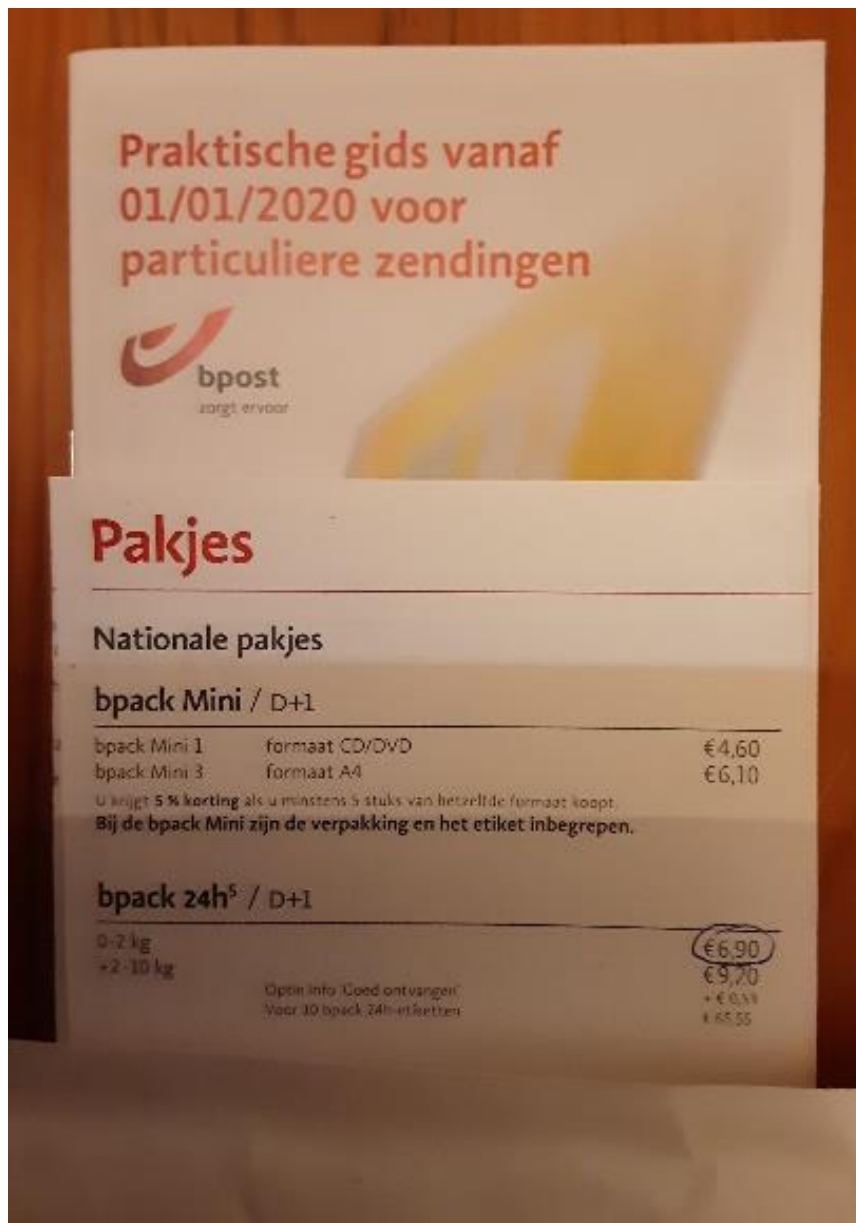 Praktische gids vanaf
01/01/2020 voor
particuliere zendingen
bpost
zorgt ervoor
Pakjes
Nationale pakjes
bpack Mini / D+1
bpack Mini 1 formaat CD/DVD €4,60
bpack Mini 3 formaat A4 €6,10
U krijgt 5 % korting als u minstens 5 stuks van hetzelfde formaat koopt.
Bij de bpack Mini zijn de verpakking en het etiket inbegrepen.
bpack 24h⁵ / D+1
0-2 kg €6,90
+2-10 kg €9,20
Optie Info 'Goed ontvangen'
Voor 10 bpack 24h-etiketten € 65,55